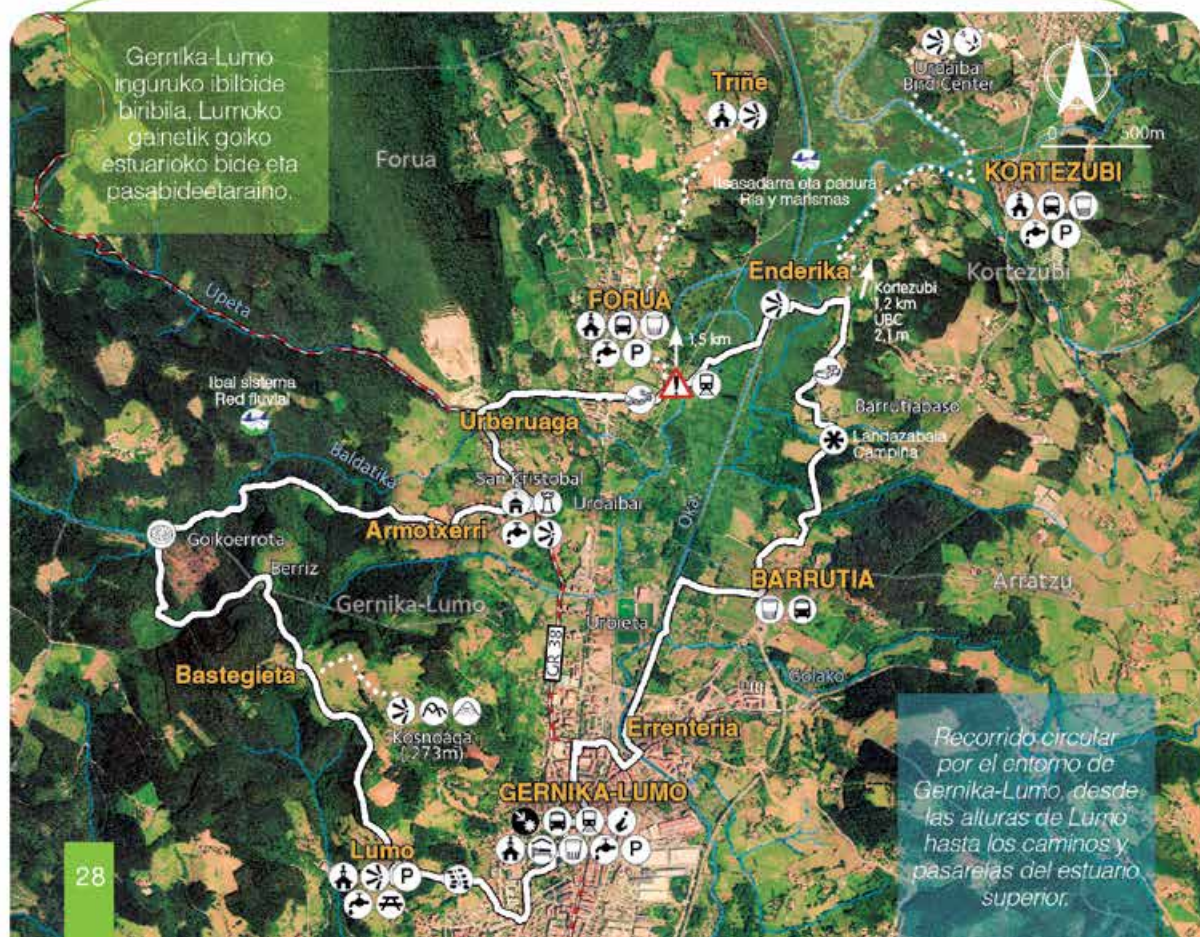 Gernika-Lumo
inguruko ibilbide
biribila, Lumoko
gainetik goiko
estuarioko bide eta
pasabideetaraino.
Urdaibai
Bird Center
Triñe
0 500m
Forua
Itsasadarra eta padura
Ría y marismas
KORTEZUBI
P
Kortezubi
Enderika
Kortezubi
1,2 km
UBC
2,1 m
FORUA
P
1,5 km
Upeta
Ibai sistema
Red fluvial
Urberuaga
Barrutiabaso
Landazabala
Campiña
Baldatika
San Kristobal
Urdaibai
Oka
Armotxerri
Goikoerrota
Berriz
BARRUTIA
Arratzu
Gernika-Lumo
Urbieta
GR 38
Bastegieta
Golako
Kosnoaga
(273m)
Errenteria
GERNIKA-LUMO
i
P
Lumo
P
Recorrido circular
por el entorno de
Gernika-Lumo, desde
las alturas de Lumo
hasta los caminos y
pasarelas del estuario
superior.
28